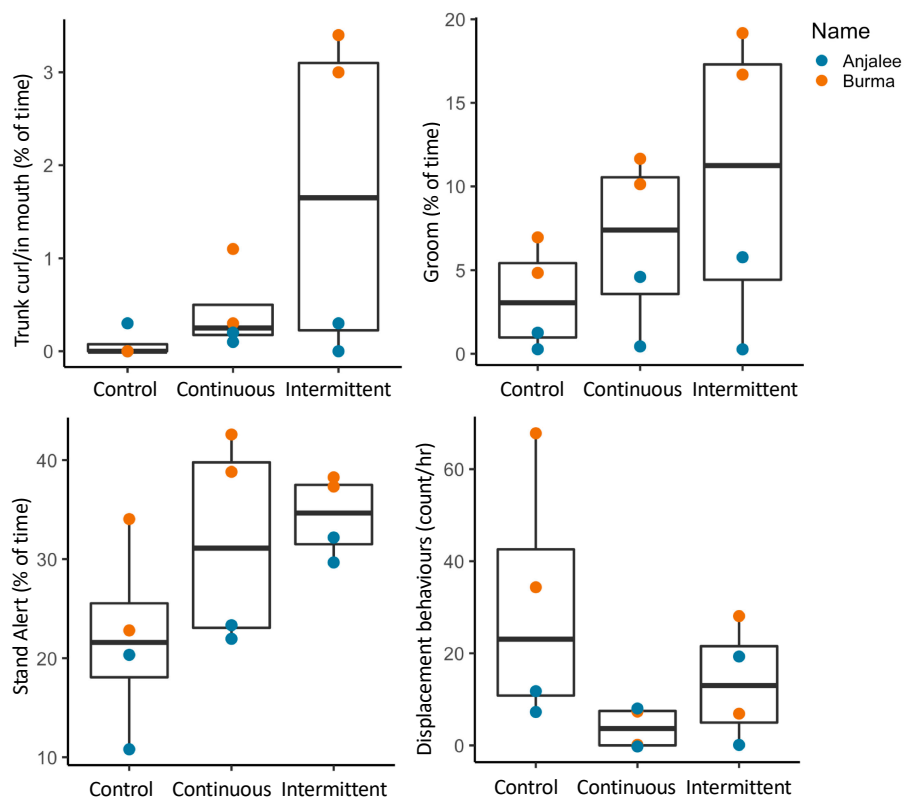 Trunk curl/in mouth (% of time)
3
2
1
0
Control Continuous Intermittent
Groom (% of time)
20
15
10
5
0
Control Continuous Intermittent
Name
Anjalee
Burma
Stand Alert (% of time)
40
30
20
10
Control Continuous Intermittent
Displacement behaviours (count/hr)
60
40
20
0
Control Continuous Intermittent